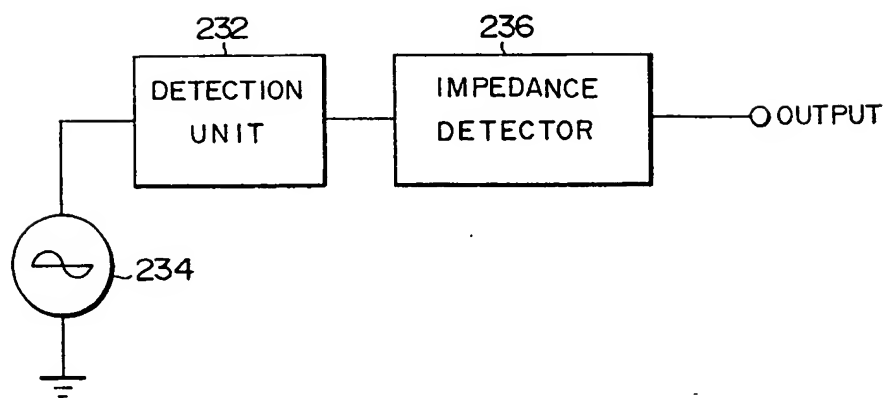 232
236
DETECTION
UNIT
IMPEDANCE
DETECTOR
OUTPUT
234